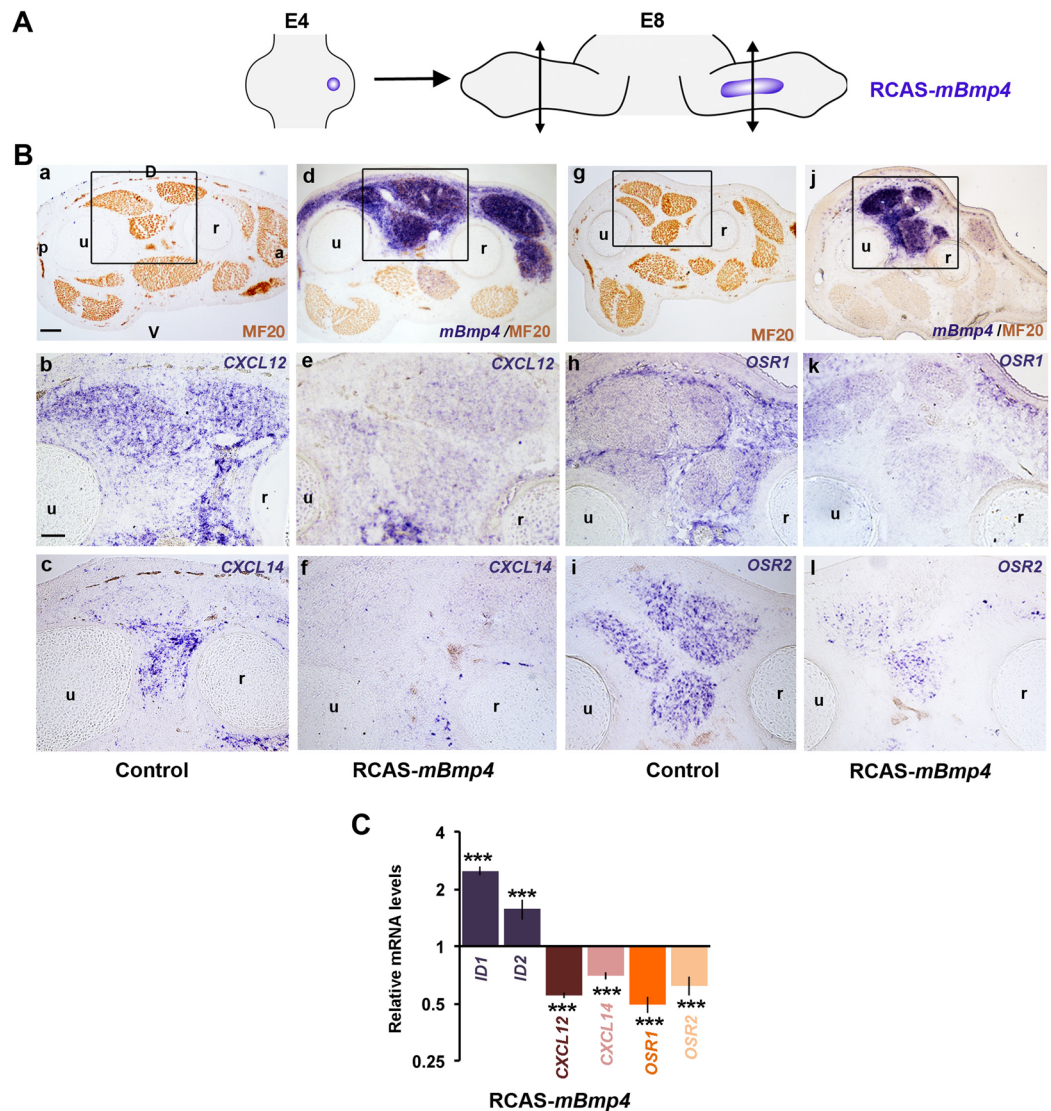 A
E4
E8
RCAS-mBmp4
B
a
D
u
r
p
a
V
MF20
d
u
r
mBmp4 /MF20
g
u
r
MF20
j
u
r
mBmp4 /MF20
b
CXCL12
u
r
e
CXCL12
u
r
h
OSR1
u
r
k
OSR1
u
r
c
CXCL14
u
r
f
CXCL14
u
r
i
OSR2
u
r
l
OSR2
u
r
Control
RCAS-mBmp4
Control
RCAS-mBmp4
C
Relative mRNA levels
4
2
1
0.5
0.25
***
***
***
***
***
***
ID1
ID2
CXCL12
CXCL14
OSR1
OSR2
RCAS-mBmp4